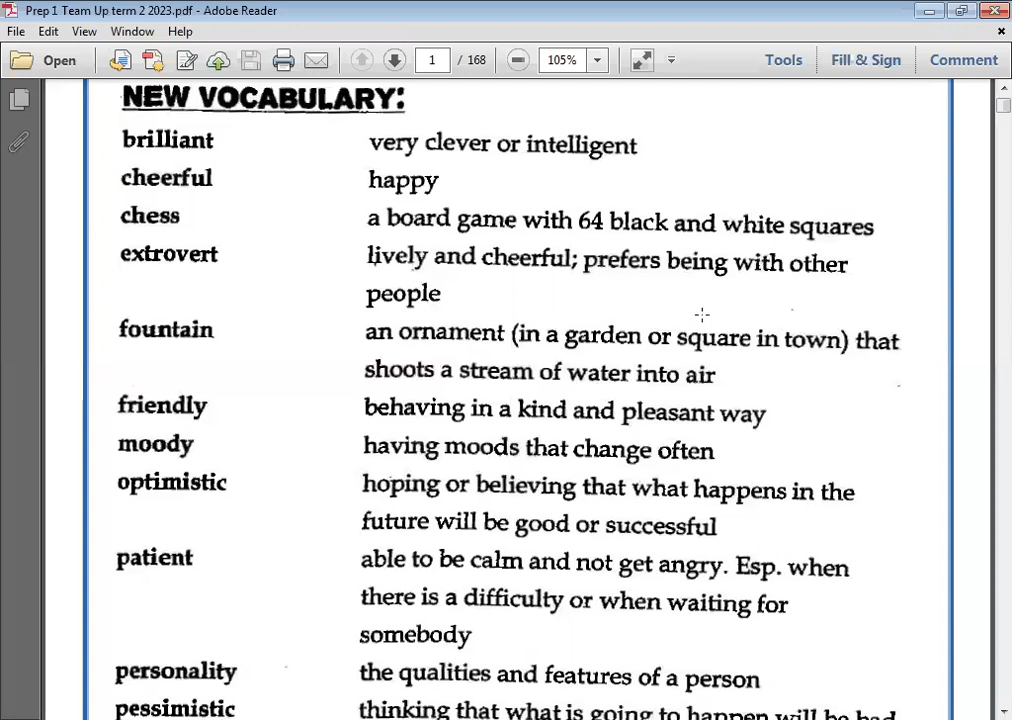 Prep 1 Team Up term 2 2023.pdf - Adobe Reader
File Edit View Window Help
Open 1 / 168 105% Tools Fill & Sign Comment
NEW VOCABULARY:
brilliant very clever or intelligent
cheerful happy
chess a board game with 64 black and white squares
extrovert lively and cheerful; prefers being with other
people
fountain an ornament (in a garden or square in town) that
shoots a stream of water into air
friendly behaving in a kind and pleasant way
moody having moods that change often
optimistic hoping or believing that what happens in the
future will be good or successful
patient able to be calm and not get angry. Esp. when
there is a difficulty or when waiting for
somebody
personality the qualities and features of a person
pessimistic thinking that what is going to happen will be bad